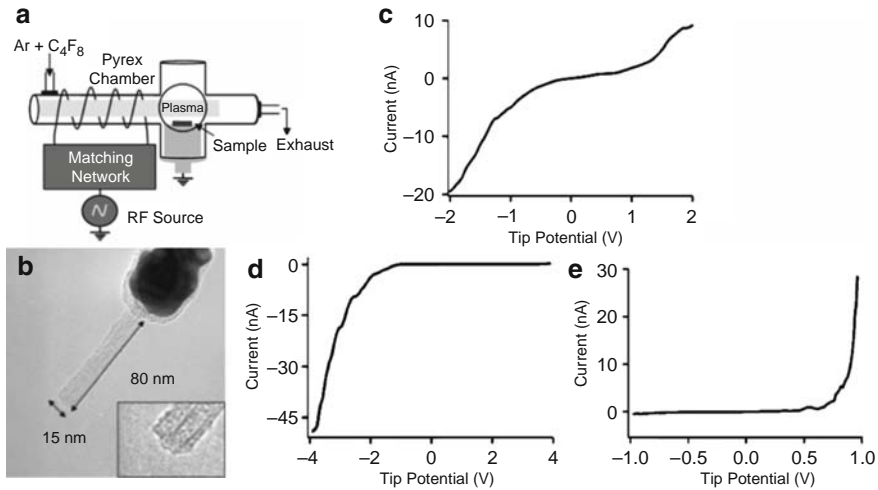 a
Ar + C4F8
Pyrex
Chamber
Plasma
Sample
Exhaust
Matching
Network
RF Source
b
80 nm
15 nm
c
Current (nA)
10
0
–10
–20
–2
–1
0
1
2
Tip Potential (V)
d
Current (nA)
0
–15
–30
–45
–4
–2
0
2
4
Tip Potential (V)
e
Current (nA)
30
20
10
0
–1.0
–0.5
0.0
0.5
1.0
Tip Potential (V)